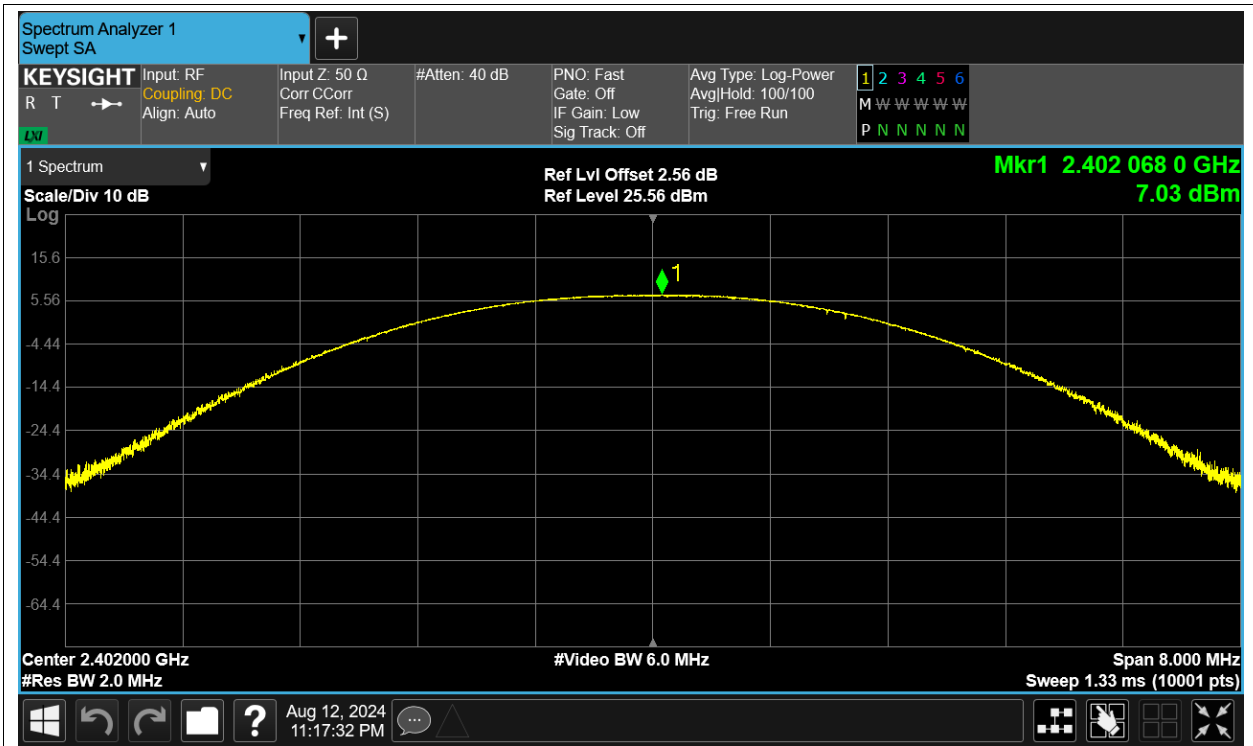 Spectrum Analyzer 1
Swept SA
KEYSIGHT
R T
LXI
Input: RF
Coupling: DC
Align: Auto
Input Z: 50 Ω
Corr CCorr
Freq Ref: Int (S)
#Atten: 40 dB
PNO: Fast
Gate: Off
IF Gain: Low
Sig Track: Off
Avg Type: Log-Power
Avg|Hold: 100/100
Trig: Free Run
1 2 3 4 5 6
M W W W W W W
P N N N N N
1 Spectrum
Scale/Div 10 dB
Log
Ref Lvl Offset 2.56 dB
Ref Level 25.56 dBm
Mkr1 2.402 068 0 GHz
7.03 dBm
1
15.6
5.56
-4.44
-14.4
-24.4
-34.4
-44.4
-54.4
-64.4
Center 2.402000 GHz
#Res BW 2.0 MHz
#Video BW 6.0 MHz
Span 8.000 MHz
Sweep 1.33 ms (10001 pts)
?
Aug 12, 2024
11:17:32 PM